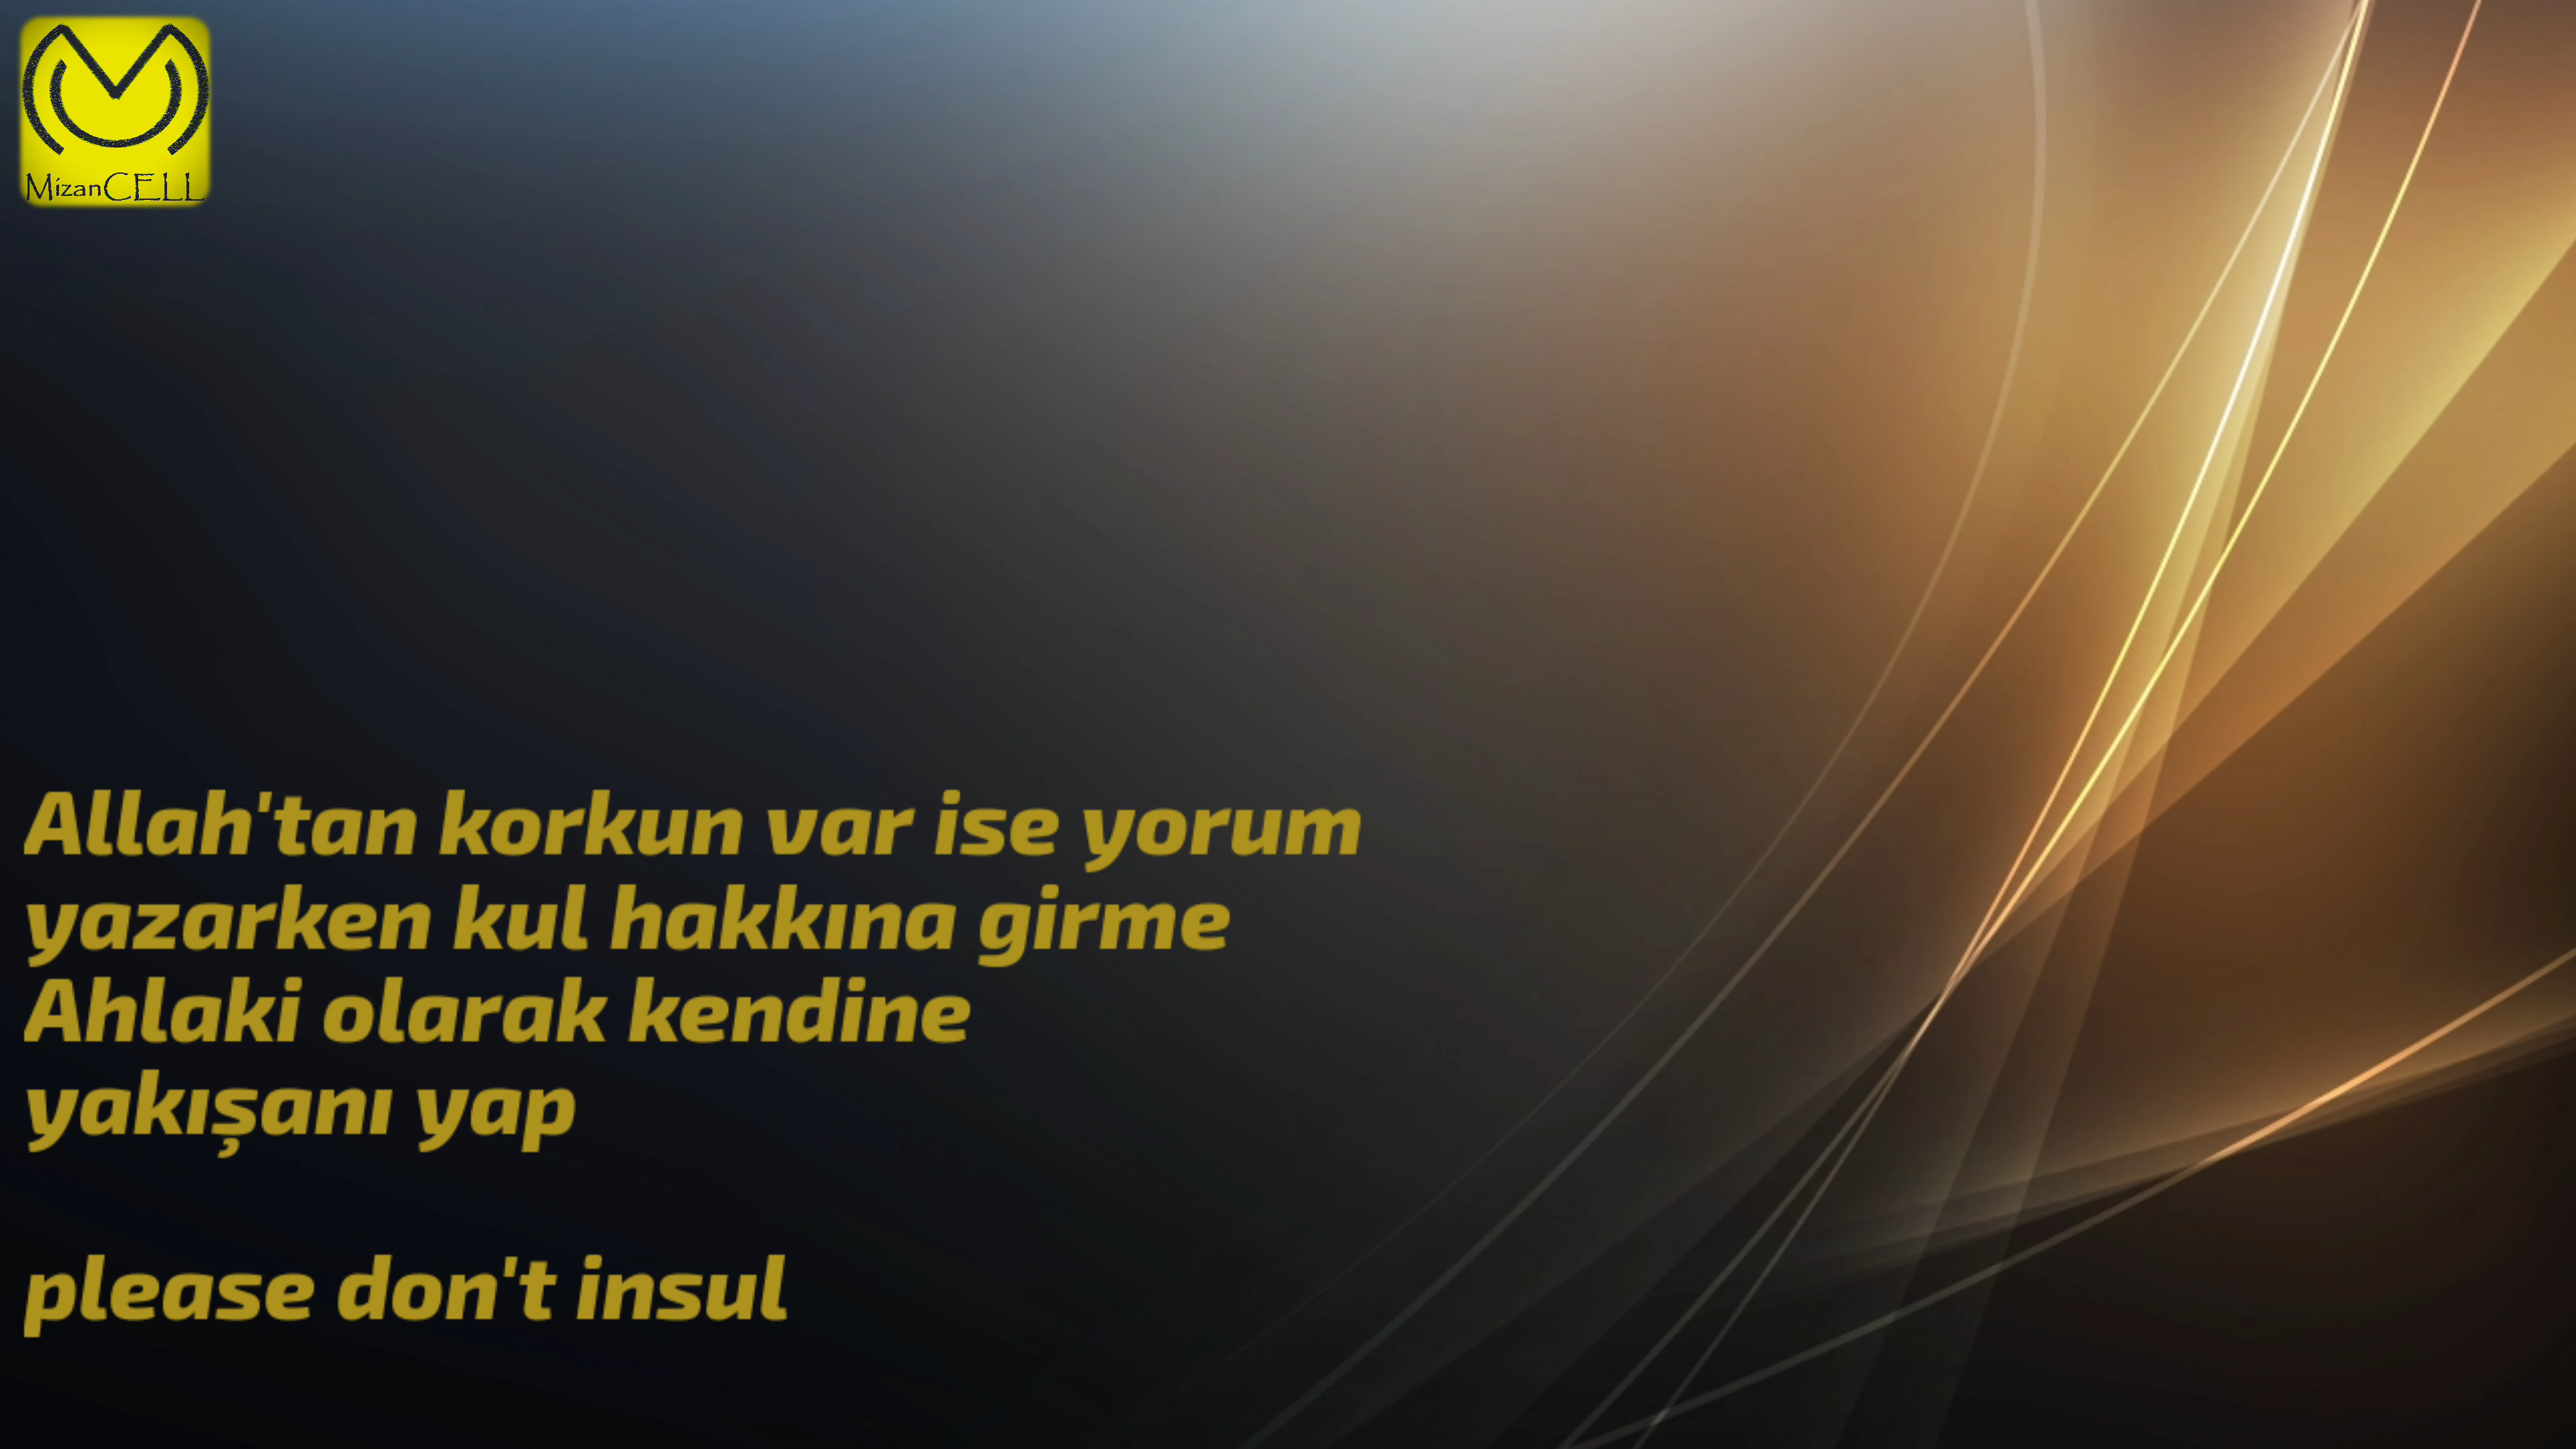 MizanCELL
Allah'tan korkun var ise yorum
yazarken kul hakkına girme
Ahlaki olarak kendine
yakışanı yap
please don't insul